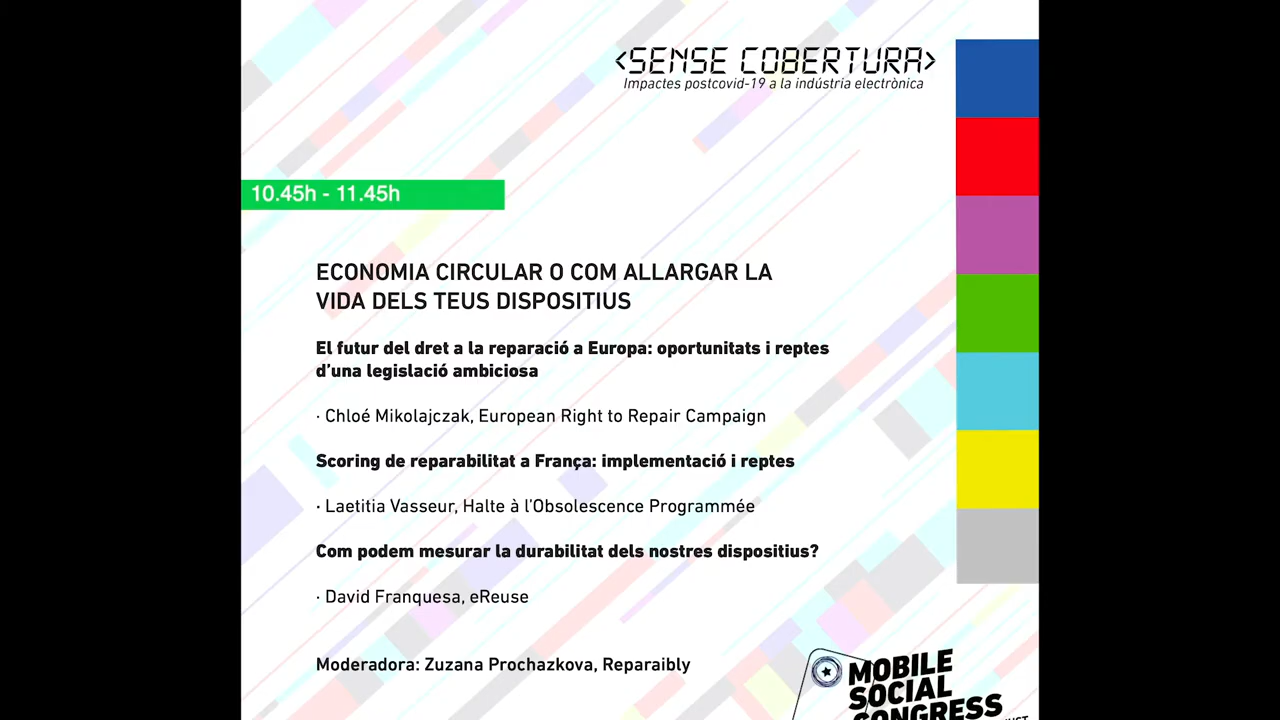 <SENSE COBERTURA>
Impactes postcovid-19 a la indústria electrònica
10.45h - 11.45h
ECONOMIA CIRCULAR O COM ALLARGAR LA
VIDA DELS TEUS DISPOSITIUS
El futur del dret a la reparació a Europa: oportunitats i reptes
d'una legislació ambiciosa
· Chloé Mikolajczak, European Right to Repair Campaign
Scoring de reparabilitat a França: implementació i reptes
· Laetitia Vasseur, Halte à l'Obsolescence Programmée
Com podem mesurar la durabilitat dels nostres dispositius?
· David Franquesa, eReuse
Moderadora: Zuzana Prochazkova, Reparaibly
MOBILE
SOCIAL
CONGRESS